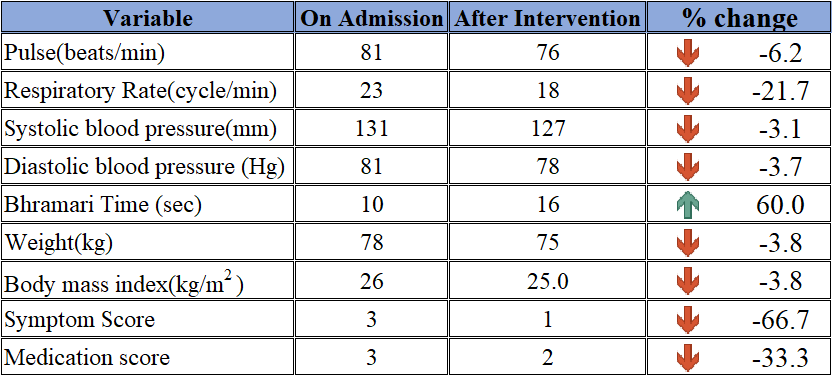 Variable On Admission After Intervention % change
Pulse(beats/min) 81 76 -6.2
Respiratory Rate(cycle/min) 23 18 -21.7
Systolic blood pressure(mm) 131 127 -3.1
Diastolic blood pressure (Hg) 81 78 -3.7
Bhramari Time (sec) 10 16 60.0
Weight(kg) 78 75 -3.8
Body mass index(kg/m²) 26 25.0 -3.8
Symptom Score 3 1 -66.7
Medication score 3 2 -33.3